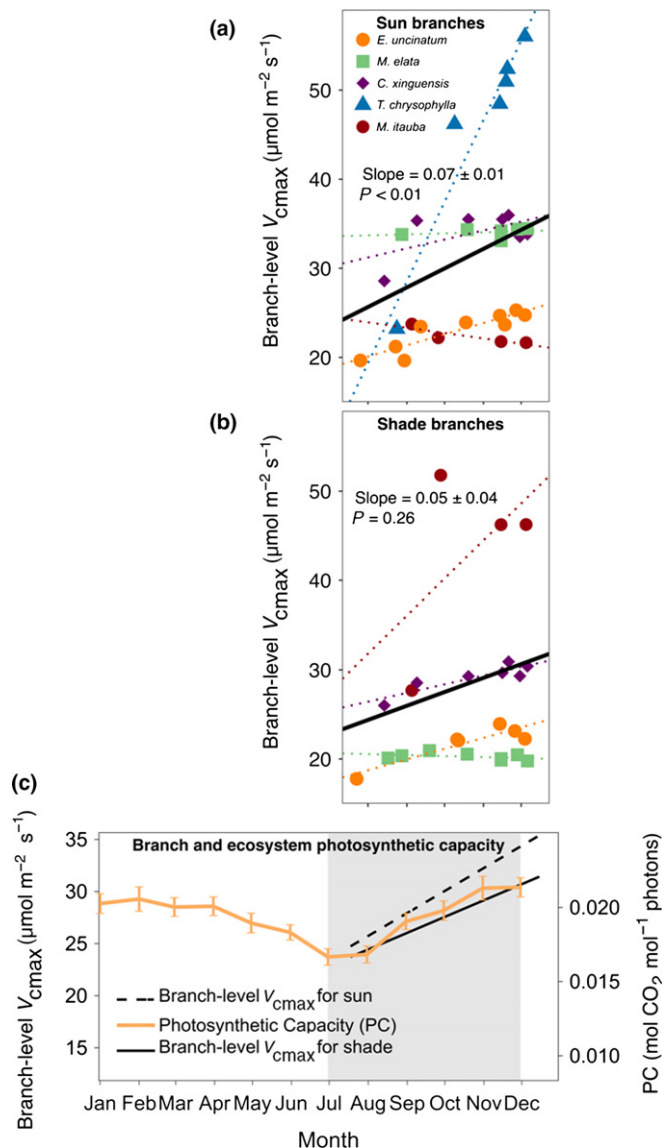 (a)
Sun branches
E. uncinatum
M. elata
C. xinguensis
T. chrysophylla
M. itauba
Slope = 0.07 ± 0.01
P < 0.01
50
40
30
20
Branch-level Vcmax (µmol m−2 s−1)
(b)
Shade branches
Slope = 0.05 ± 0.04
P = 0.26
50
40
30
20
Branch-level Vcmax (µmol m−2 s−1)
(c)
Branch and ecosystem photosynthetic capacity
35
31
27
23
19
15
Branch-level Vcmax (µmol m−2 s−1)
Branch-level Vcmax for sun
Photosynthetic Capacity (PC)
Branch-level Vcmax for shade
0.020
0.015
0.010
PC (mol CO2 mol−1 photons)
Jan Feb Mar Apr May Jun Jul Aug Sep Oct Nov Dec
Month